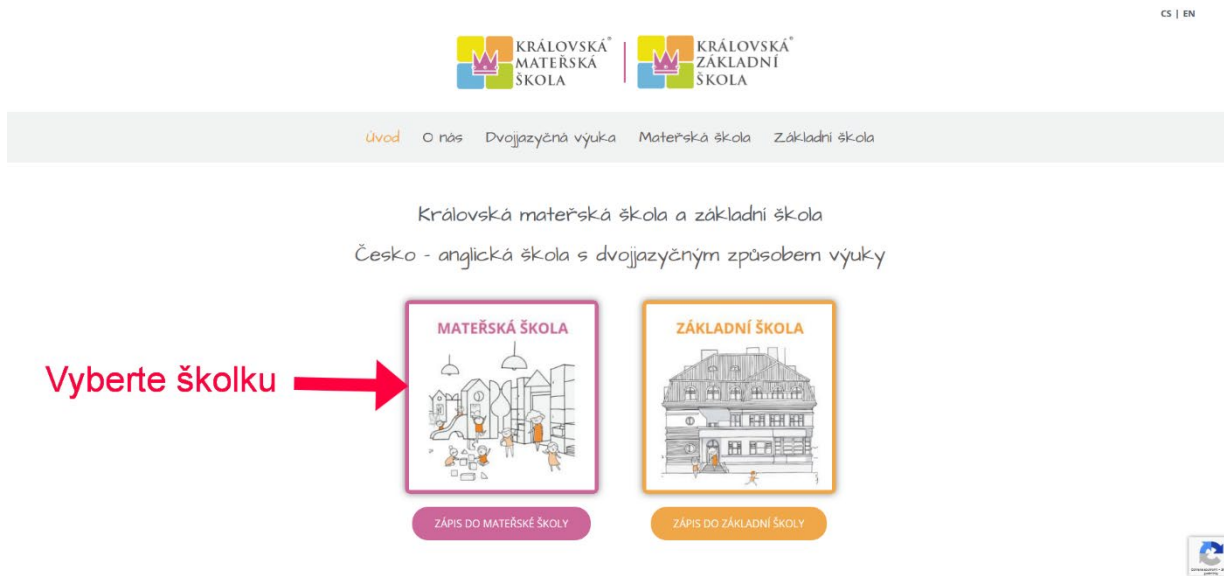 CS | EN
KRÁLOVSKÁ®
MATEŘSKÁ
ŠKOLA
KRÁLOVSKÁ®
ZÁKLADNÍ
ŠKOLA
Úvod O nás Dvojjazyčná výuka Mateřská škola Základní škola
Královská mateřská škola a základní škola
Česko - anglická škola s dvojjazyčným způsobem výuky
Vyberte školku
MATEŘSKÁ ŠKOLA
ZÁPIS DO MATEŘSKÉ ŠKOLY
ZÁKLADNÍ ŠKOLA
ZÁPIS DO ZÁKLADNÍ ŠKOLY